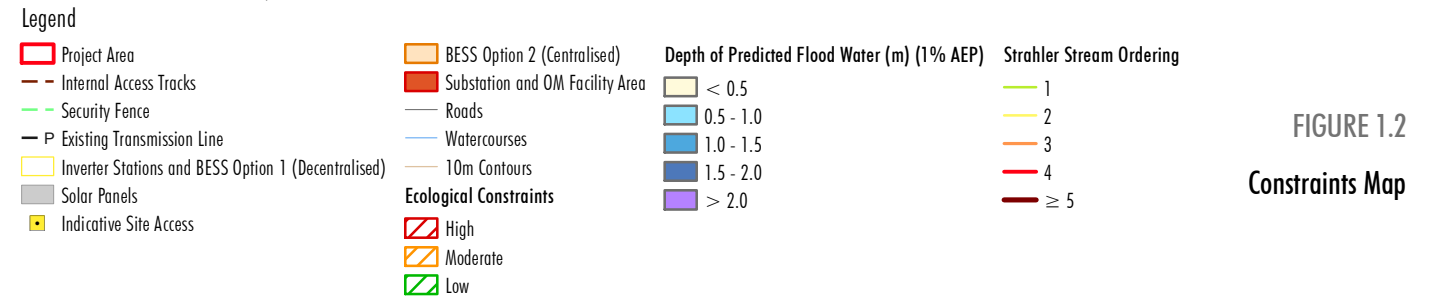 Legend
Project Area
Internal Access Tracks
Security Fence
P Existing Transmission Line
Inverter Stations and BESS Option 1 (Decentralised)
Solar Panels
Indicative Site Access
BESS Option 2 (Centralised)
Substation and OM Facility Area
Roads
Watercourses
10m Contours
Ecological Constraints
High
Moderate
Low
Depth of Predicted Flood Water (m) (1% AEP)
< 0.5
0.5 - 1.0
1.0 - 1.5
1.5 - 2.0
> 2.0
Strahler Stream Ordering
1
2
3
4
≥ 5
FIGURE 1.2
Constraints Map